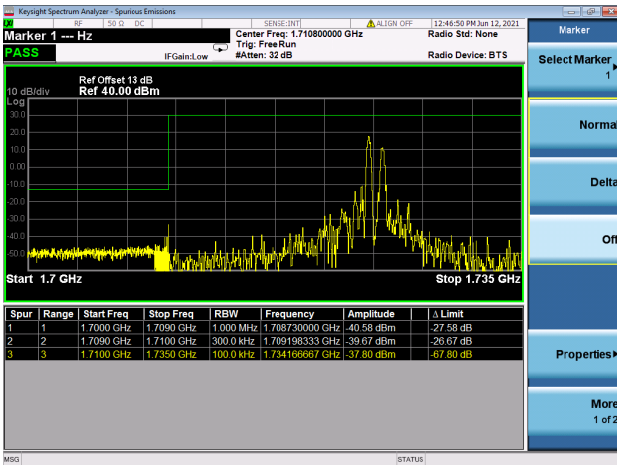 Keysight Spectrum Analyzer - Spurious Emissions
RF 50 Ω DC SENSE:INT ALIGN OFF 12:46:50 PM Jun 12, 2021
Marker 1 --- Hz
Center Freq: 1.710800000 GHz
Radio Std: None
Trig: Free Run
PASS
IFGain:Low
#Atten: 32 dB
Radio Device: BTS
Ref Offset 13 dB
10 dB/div Ref 40.00 dBm
Log
30.0
20.0
10.0
0.00
-10.0
-20.0
-30.0
-40.0
-50.0
Start 1.7 GHz Stop 1.735 GHz
Spur Range Start Freq Stop Freq RBW Frequency Amplitude Δ Limit
1 1 1.7000 GHz 1.7090 GHz 1.000 MHz 1.708730000 GHz -40.58 dBm -27.58 dB
2 2 1.7090 GHz 1.7100 GHz 300.0 kHz 1.709198333 GHz -39.67 dBm -26.67 dB
3 3 1.7100 GHz 1.7350 GHz 100.0 kHz 1.734166667 GHz -37.80 dBm -67.80 dB
MSG STATUS
Marker
Select Marker
1
Normal
Delta
Off
Properties
More
1 of 2